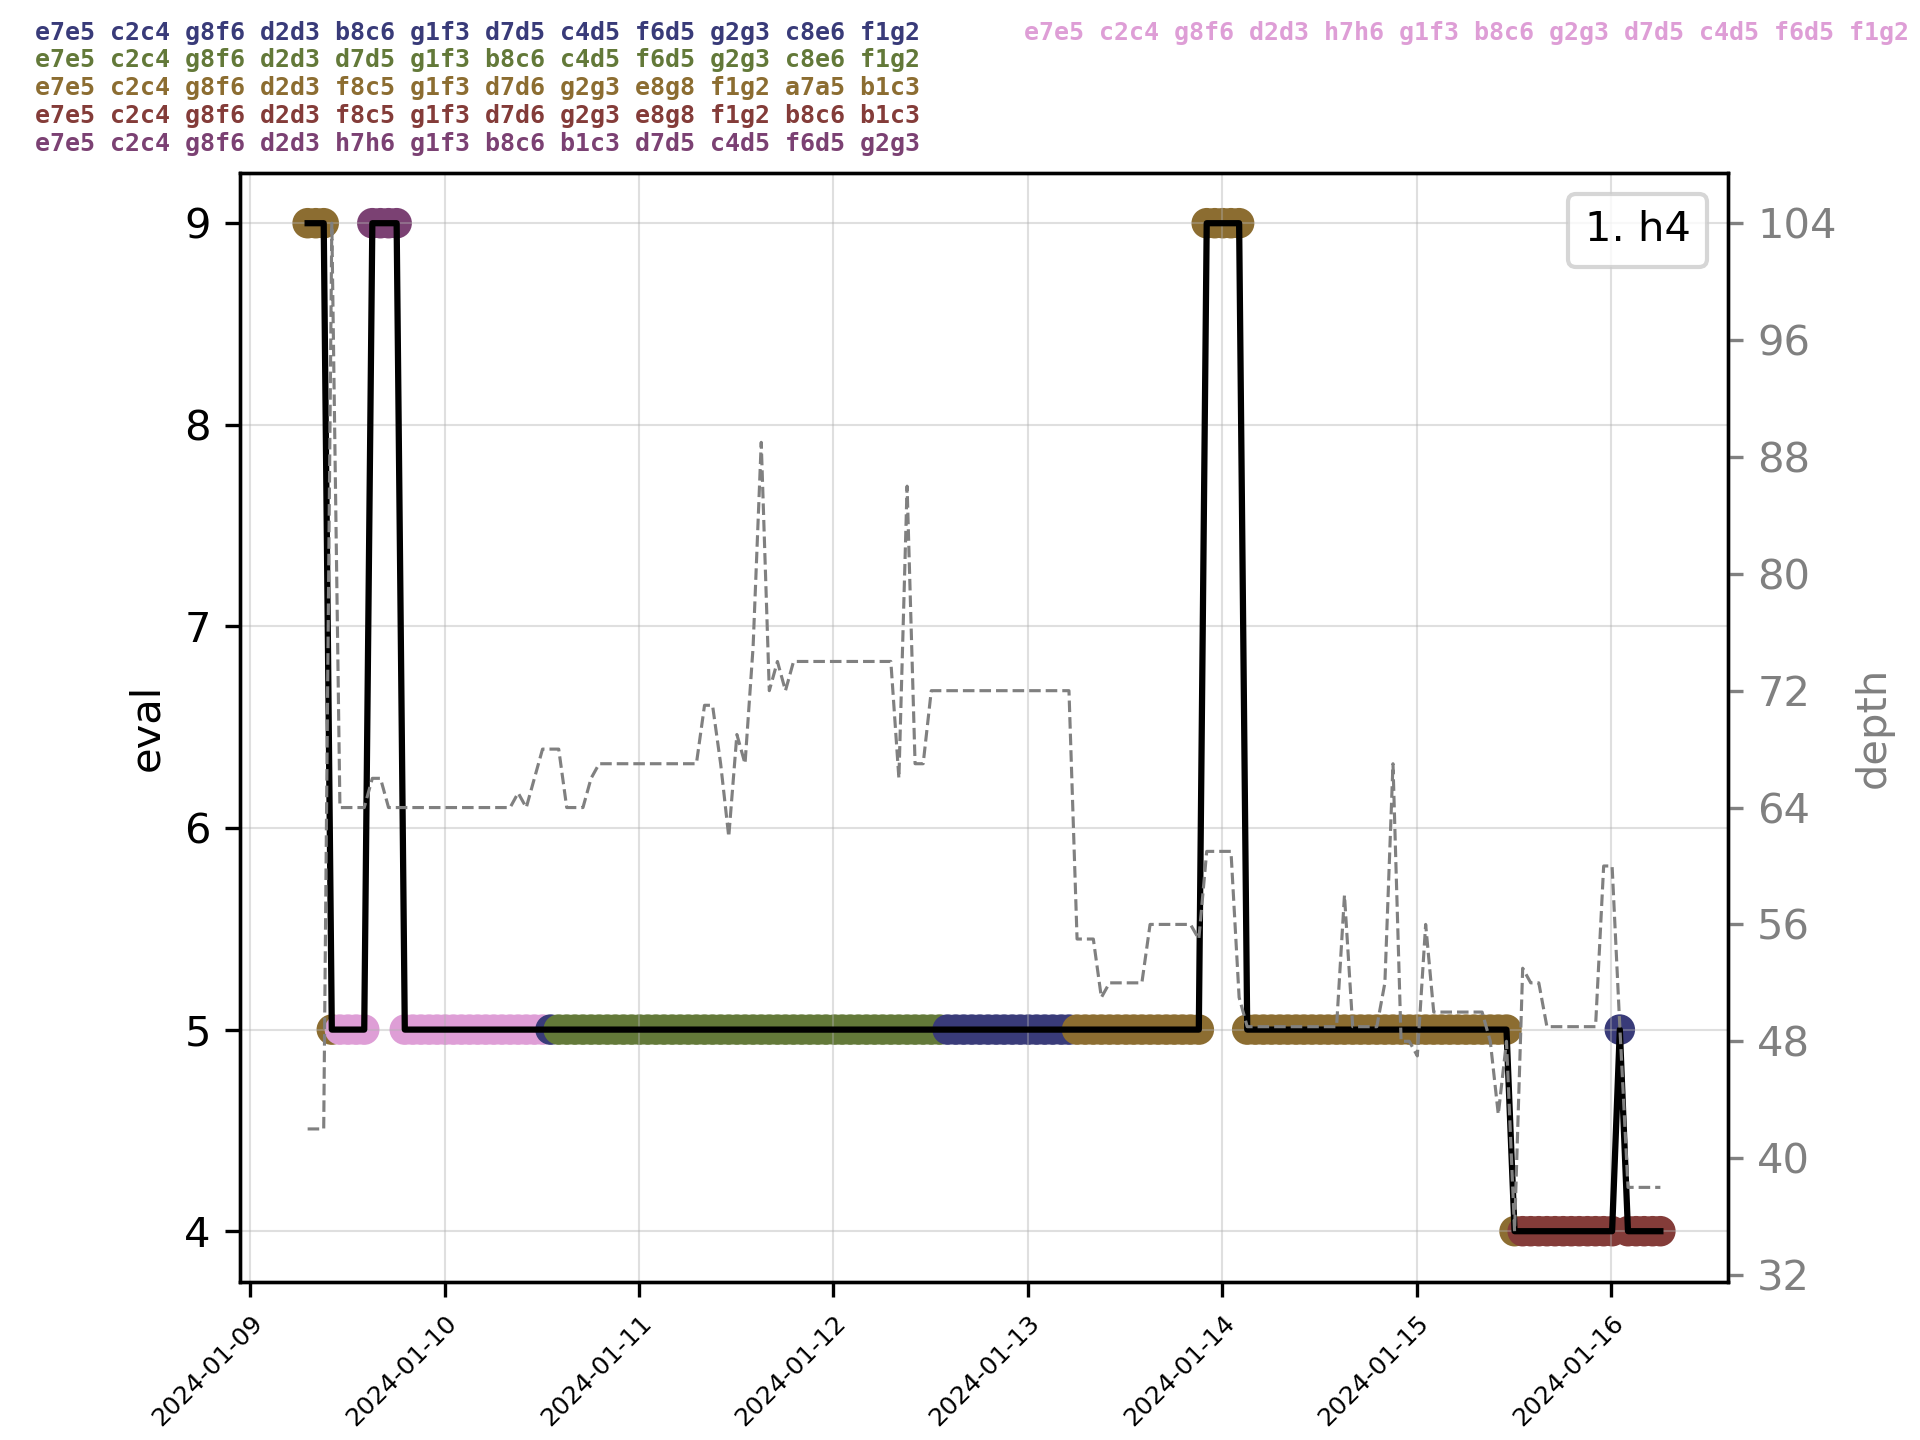 e7e5 c2c4 g8f6 d2d3 b8c6 g1f3 d7d5 c4d5 f6d5 g2g3 c8e6 f1g2
e7e5 c2c4 g8f6 d2d3 d7d5 g1f3 b8c6 c4d5 f6d5 g2g3 c8e6 f1g2
e7e5 c2c4 g8f6 d2d3 f8c5 g1f3 d7d6 g2g3 e8g8 f1g2 a7a5 b1c3
e7e5 c2c4 g8f6 d2d3 f8c5 g1f3 d7d6 g2g3 e8g8 f1g2 b8c6 b1c3
e7e5 c2c4 g8f6 d2d3 h7h6 g1f3 b8c6 b1c3 d7d5 c4d5 f6d5 g2g3
e7e5 c2c4 g8f6 d2d3 h7h6 g1f3 b8c6 g2g3 d7d5 c4d5 f6d5 f1g2
1. h4
9
8
7
6
5
4
eval
104
96
88
80
72
64
56
48
40
32
depth
2024-01-09
2024-01-10
2024-01-11
2024-01-12
2024-01-13
2024-01-14
2024-01-15
2024-01-16